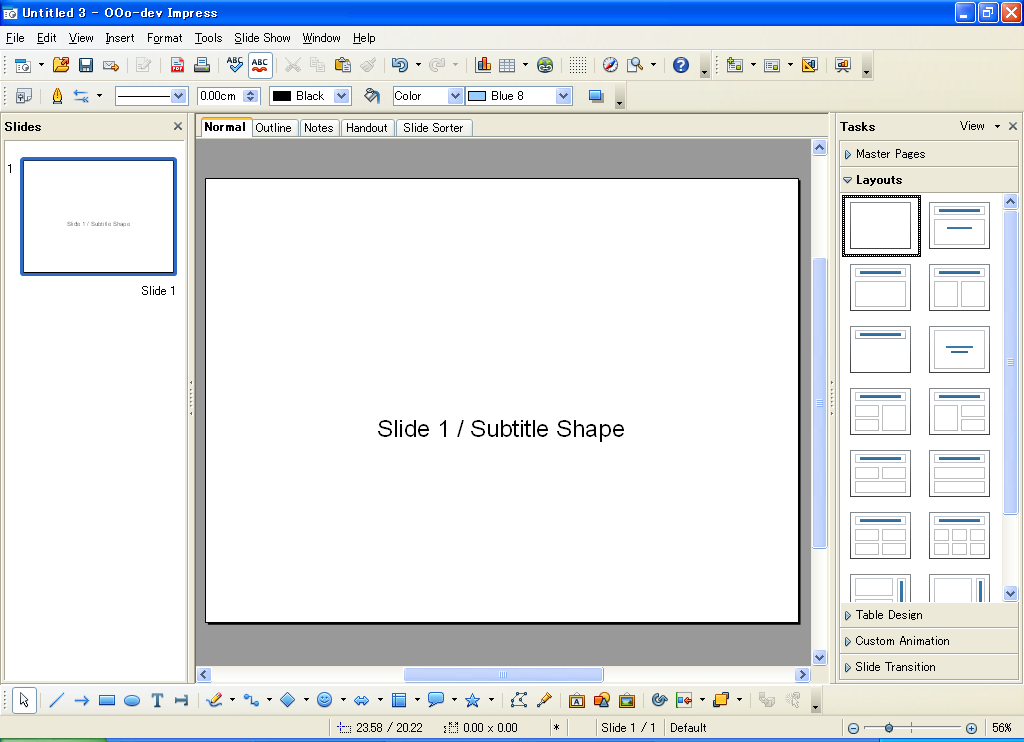 Untitled 3 - OOo-dev Impress
File Edit View Insert Format Tools Slide Show Window Help
ABC ABC
0.00cm Black Color Blue 8
Slides
Normal Outline Notes Handout Slide Sorter
Tasks View
Master Pages
Layouts
1
Slide 1 / Subtitle Shape
Slide 1
Slide 1 / Subtitle Shape
Table Design
Custom Animation
Slide Transition
23.58 / 20.22 0.00 x 0.00 * Slide 1 / 1 Default 56%